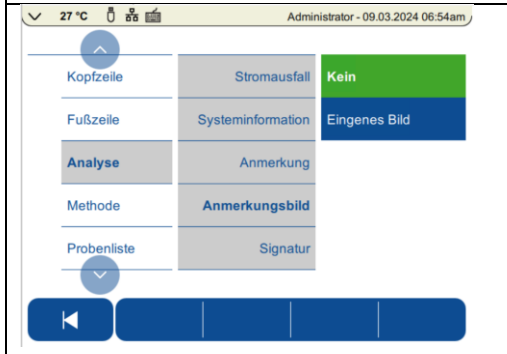 27 °C Administrator - 09.03.2024 06:54am
Kopfzeile Stromausfall Kein
Fußzeile Systeminformation Eingenes Bild
Analyse Anmerkung
Methode Anmerkungsbild
Probenliste Signatur